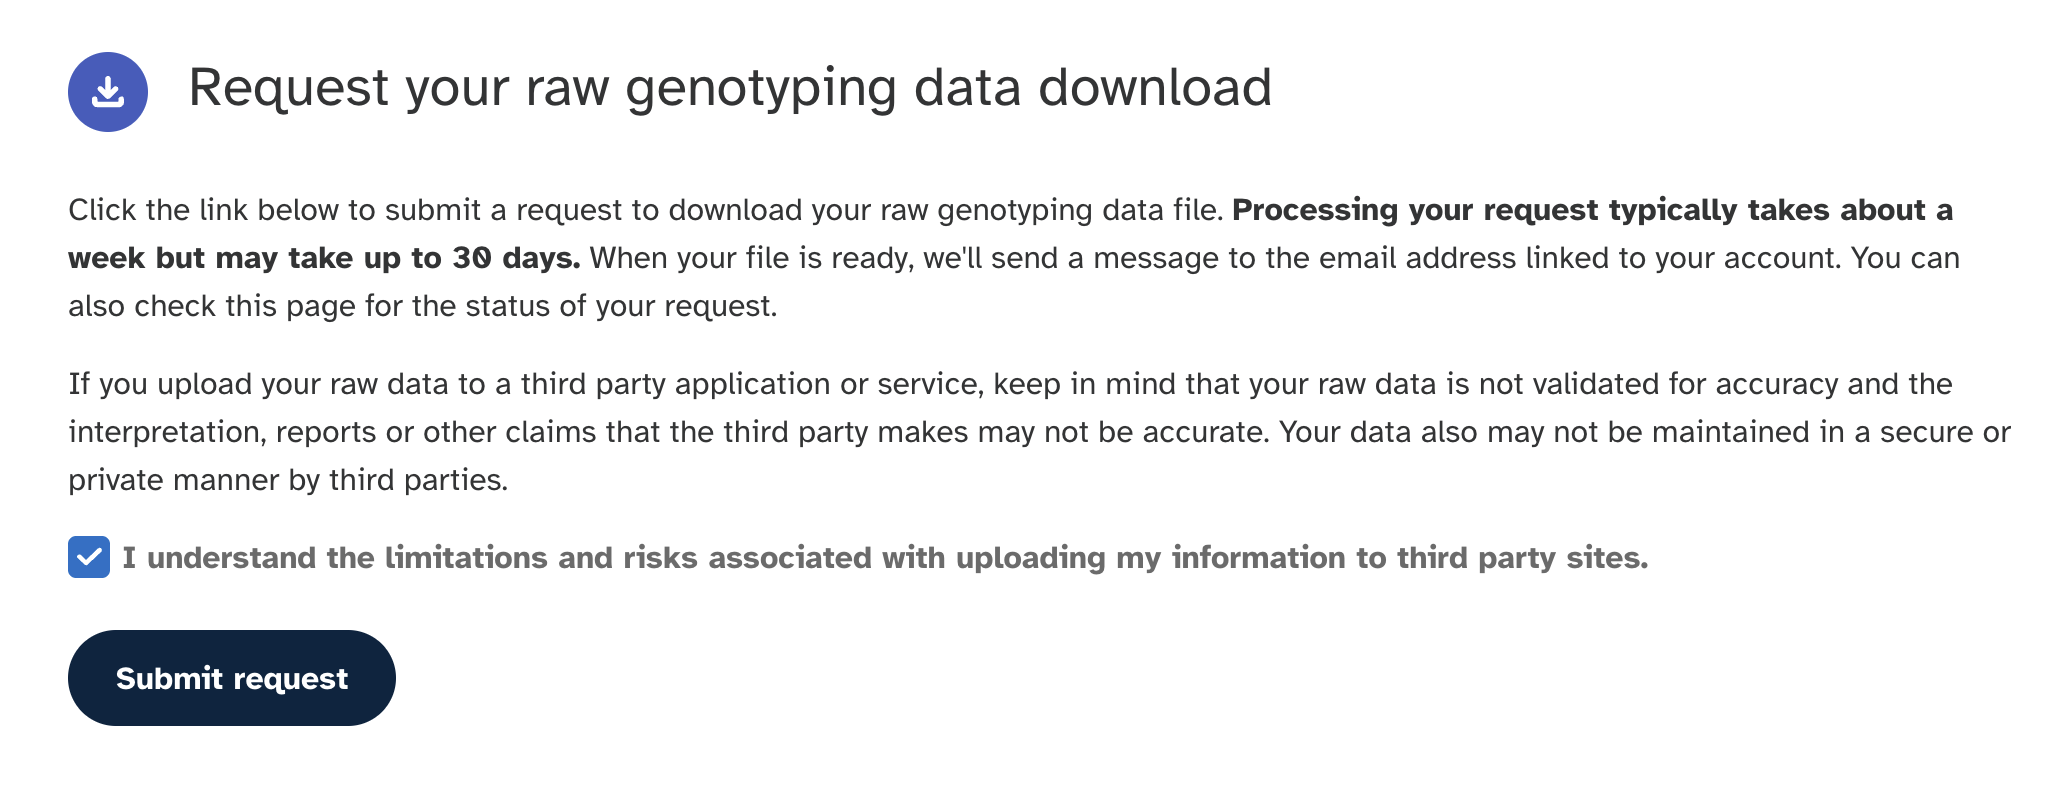 Request your raw genotyping data download
Click the link below to submit a request to download your raw genotyping data file. Processing your request typically takes about a
week but may take up to 30 days. When your file is ready, we'll send a message to the email address linked to your account. You can
also check this page for the status of your request.
If you upload your raw data to a third party application or service, keep in mind that your raw data is not validated for accuracy and the
interpretation, reports or other claims that the third party makes may not be accurate. Your data also may not be maintained in a secure or
private manner by third parties.
I understand the limitations and risks associated with uploading my information to third party sites.
Submit request